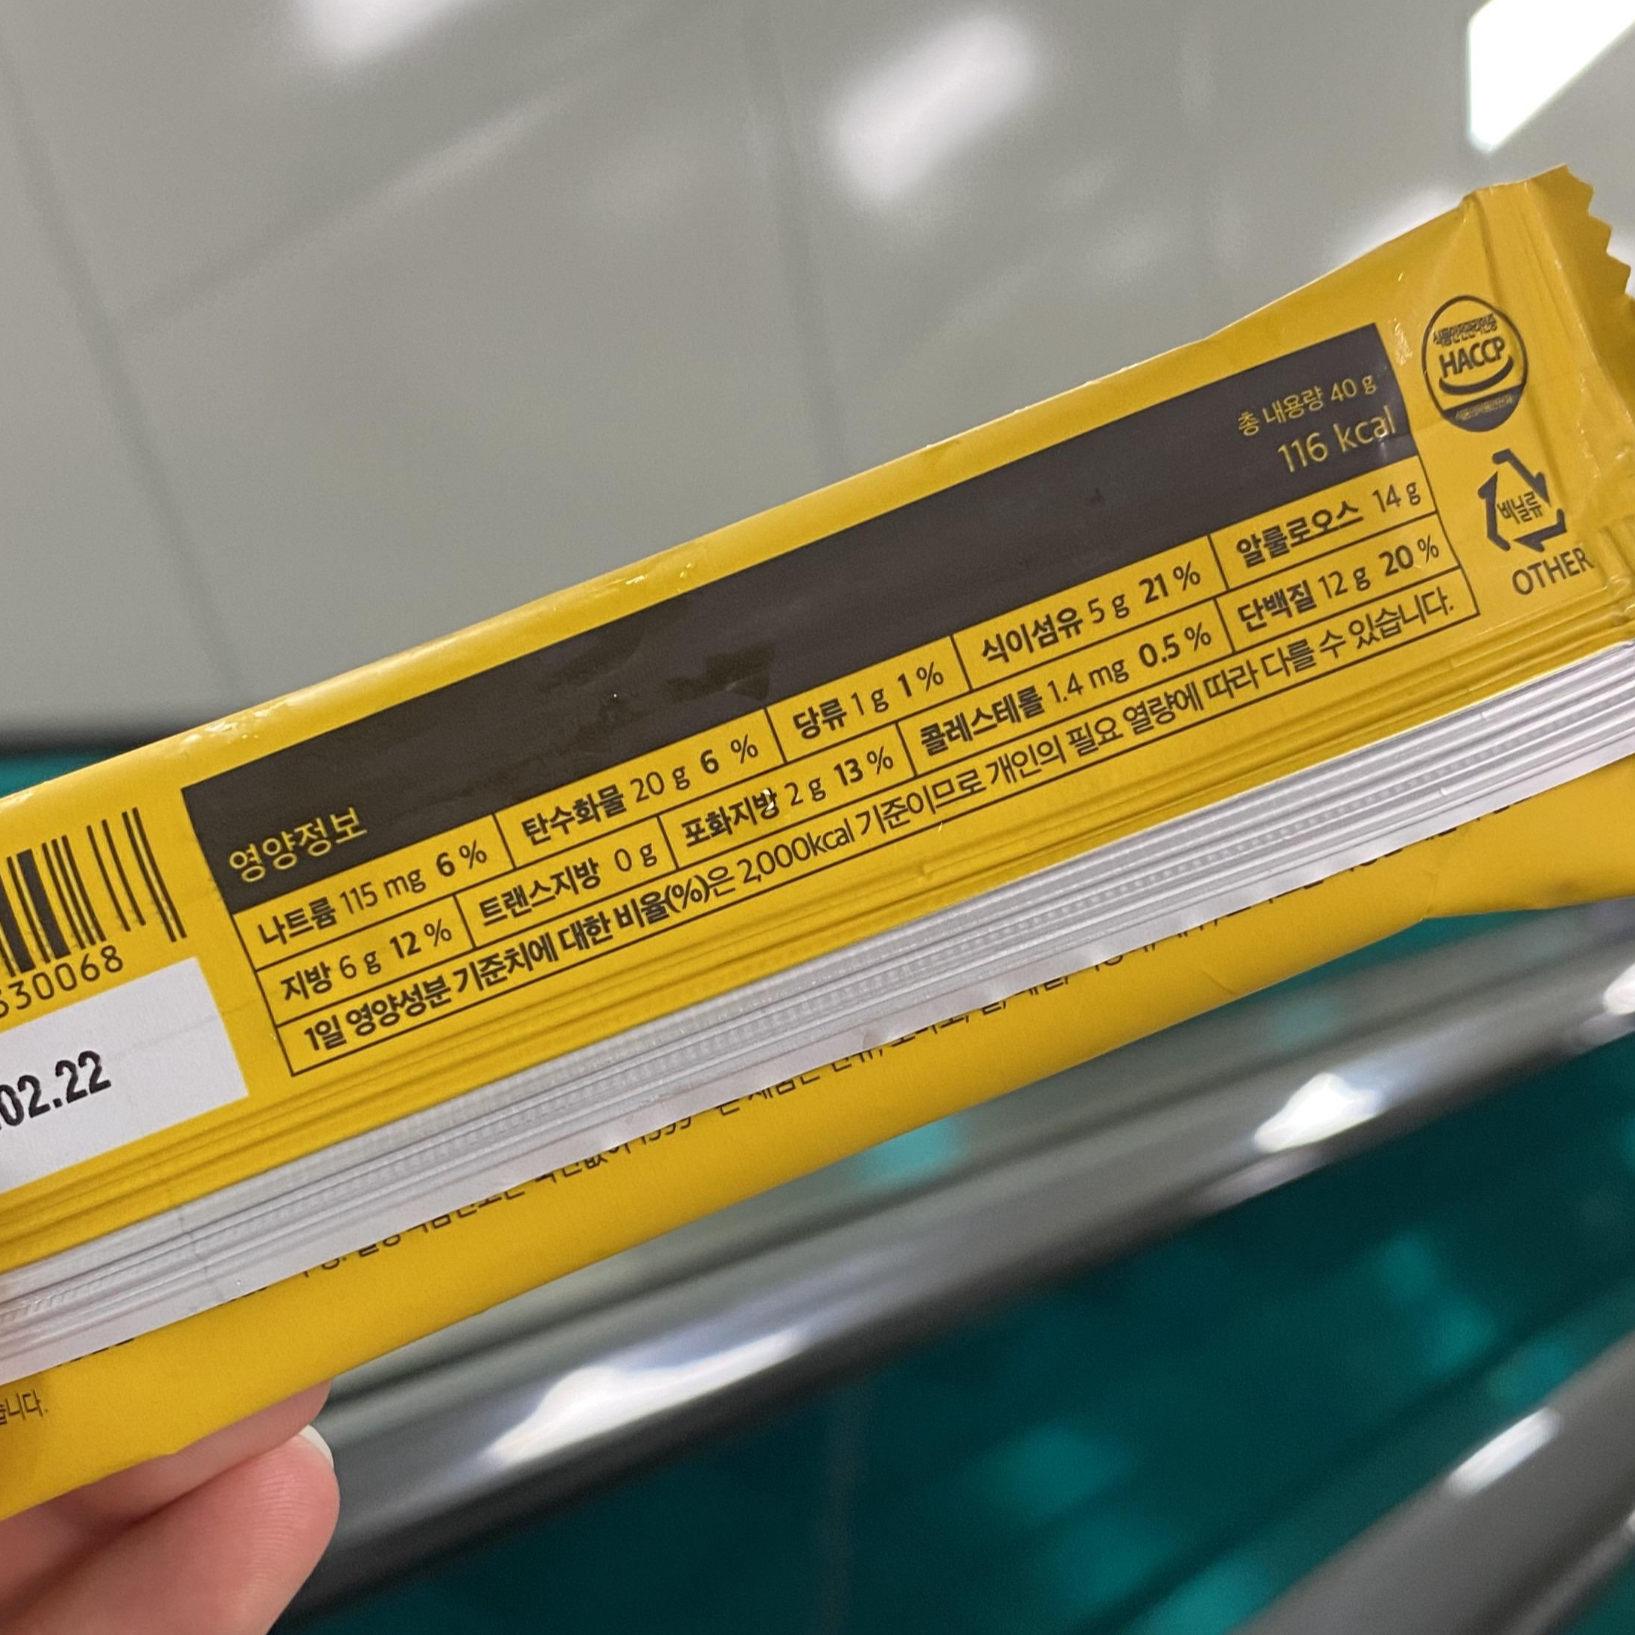 영양정보
총 내용량 40 g
116 kcal
나트륨 115 mg 6 % 탄수화물 20 g 6 % 당류 1 g 1 % 식이섬유 5 g 21 % 알룰로오스 14 g
지방 6 g 12 % 트랜스지방 0 g 포화지방 2 g 13 % 콜레스테롤 1.4 mg 0.5 % 단백질 12 g 20 %
1일 영양성분 기준치에 대한 비율(%)은 2,000kcal 기준이므로 개인의 필요 열량에 따라 다를 수 있습니다.
식품안전관리인증
HACCP
비닐류
OTHER
30068
02.22